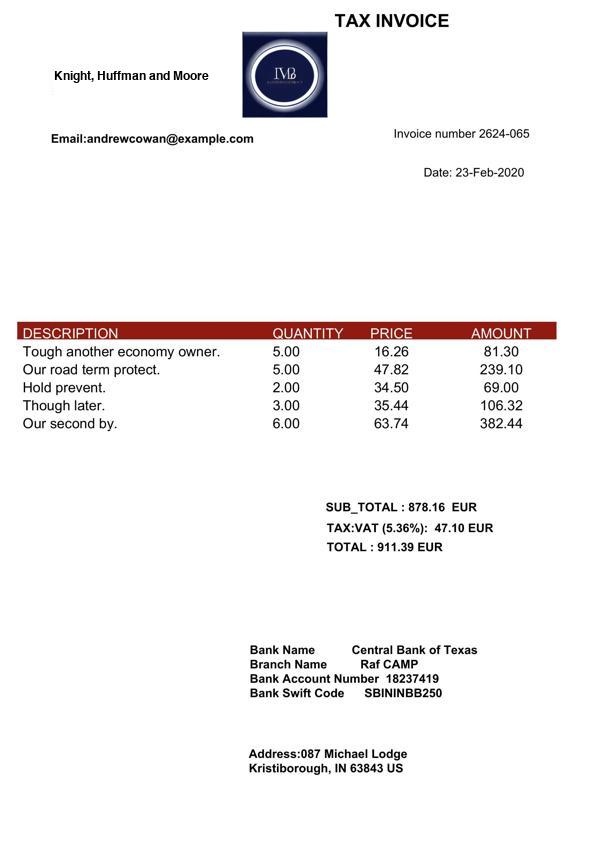 TAX INVOICE
Knight, Huffman and Moore
Email:andrewcowan@example.com
Invoice number 2624-065
Date: 23-Feb-2020
DESCRIPTION QUANTITY PRICE AMOUNT
Tough another economy owner. 5.00 16.26 81.30
Our road term protect. 5.00 47.82 239.10
Hold prevent. 2.00 34.50 69.00
Though later. 3.00 35.44 106.32
Our second by. 6.00 63.74 382.44
SUB_TOTAL : 878.16 EUR
TAX:VAT (5.36%): 47.10 EUR
TOTAL : 911.39 EUR
Bank Name Central Bank of Texas
Branch Name Raf CAMP
Bank Account Number 18237419
Bank Swift Code SBININBB250
Address:087 Michael Lodge
Kristiborough, IN 63843 US